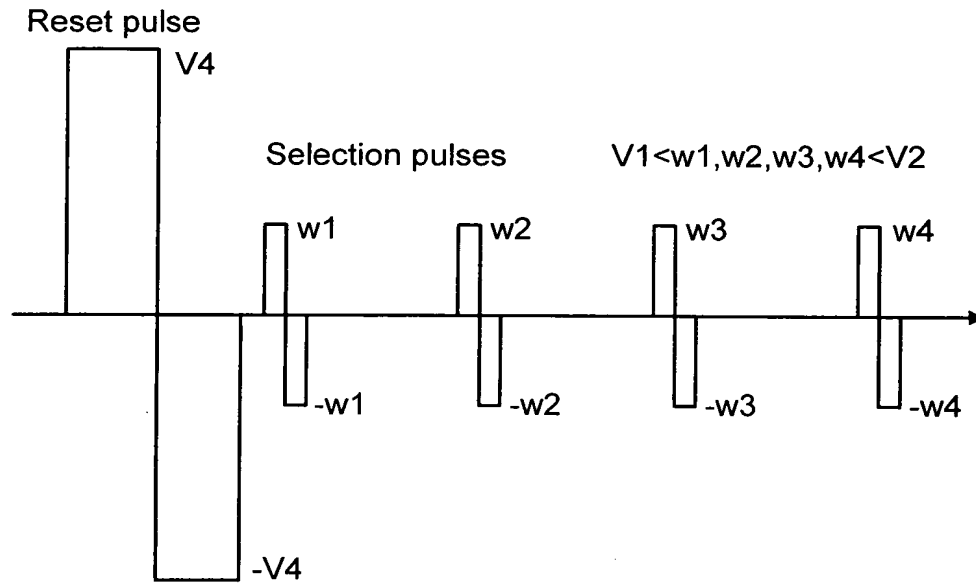 Reset pulse
V4
Selection pulses
V1<w1,w2,w3,w4<V2
w1
w2
w3
w4
-w1
-w2
-w3
-w4
-V4